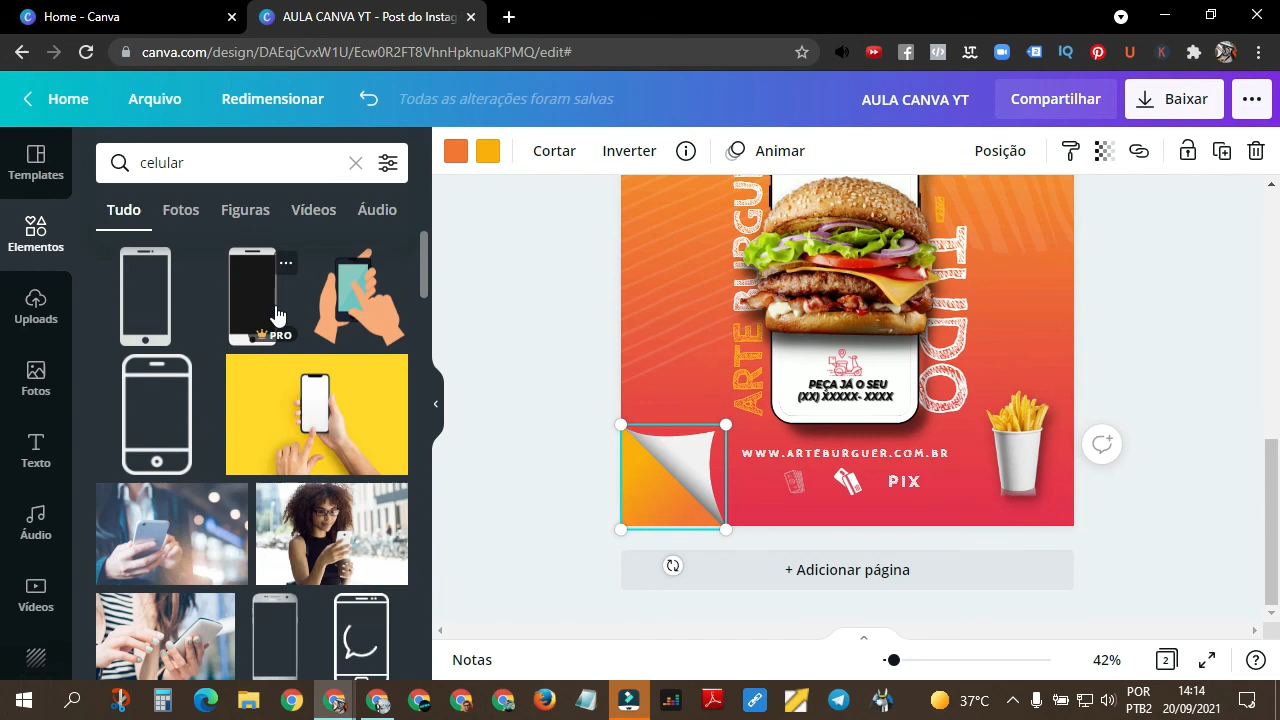 Home - Canva
AULA CANVA YT - Post do Instag
canva.com/design/DAEqjCvxW1U/Ecw0R2FT8VhnHpknuaKPMQ/edit#
Home
Arquivo
Redimensionar
Todas as alterações foram salvas
AULA CANVA YT
Compartilhar
Baixar
Templates
Elementos
Uploads
Fotos
Texto
Áudio
Vídeos
celular
Tudo
Fotos
Figuras
Vídeos
Áudio
PRO
Cortar
Inverter
Animar
Posição
ARTE BURGU
PEÇA JÁ O SEU
(XX) XXXXX- XXXX
WWW.ARTEBURGUER.COM.BR
PIX
+ Adicionar página
Notas
42%
2
37°C
POR
PTB2
14:14
20/09/2021